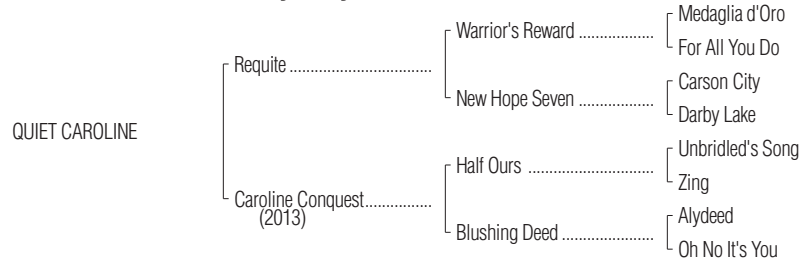 Medaglia d'Oro
Warrior's Reward ..................
For All You Do
Requite .................................
Carson City
New Hope Seven ..................
Darby Lake
QUIET CAROLINE
Unbridled's Song
Half Ours .............................
Zing
Caroline Conquest................
(2013)
Alydeed
Blushing Deed ......................
Oh No It's You